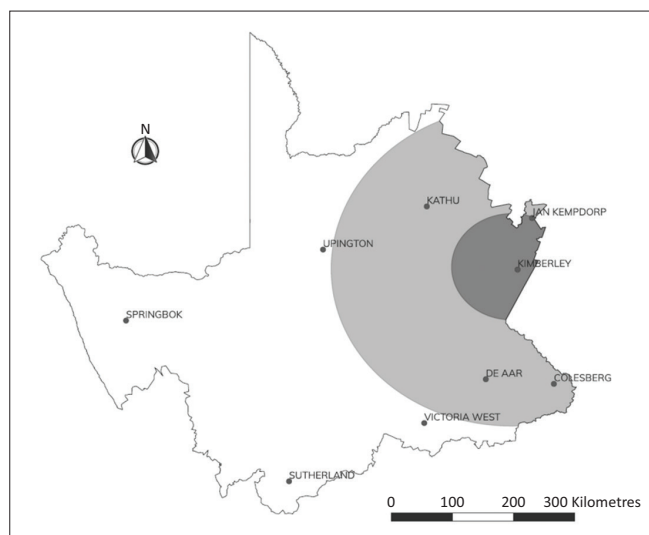 N
KATHU
JAN KEMPDORP
UPINGTON
KIMBERLEY
SPRINGBOK
DE AAR
COLESBERG
VICTORIA WEST
SUTHERLAND
0 100 200 300 Kilometres